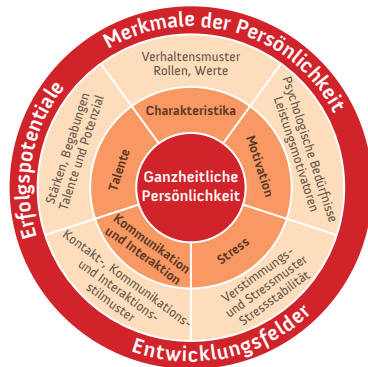 Merkmale der Persönlichkeit
Verhaltensmuster
Rollen, Werte
Charakteristika
Psychologische Bedürfnisse
Leistungsmotivatoren
Motivation
Ganzheitliche
Persönlichkeit
Erfolgspotentiale
Stärken, Begabungen
Talente und Potenzial
Talente
Kommunikation
und Interaktion
Kontakt-, Kommunikations-
und Interaktions-
stilmuster
Stress
Verstimmungs-
und Stressmuster
Stressstabilität
Entwicklungsfelder